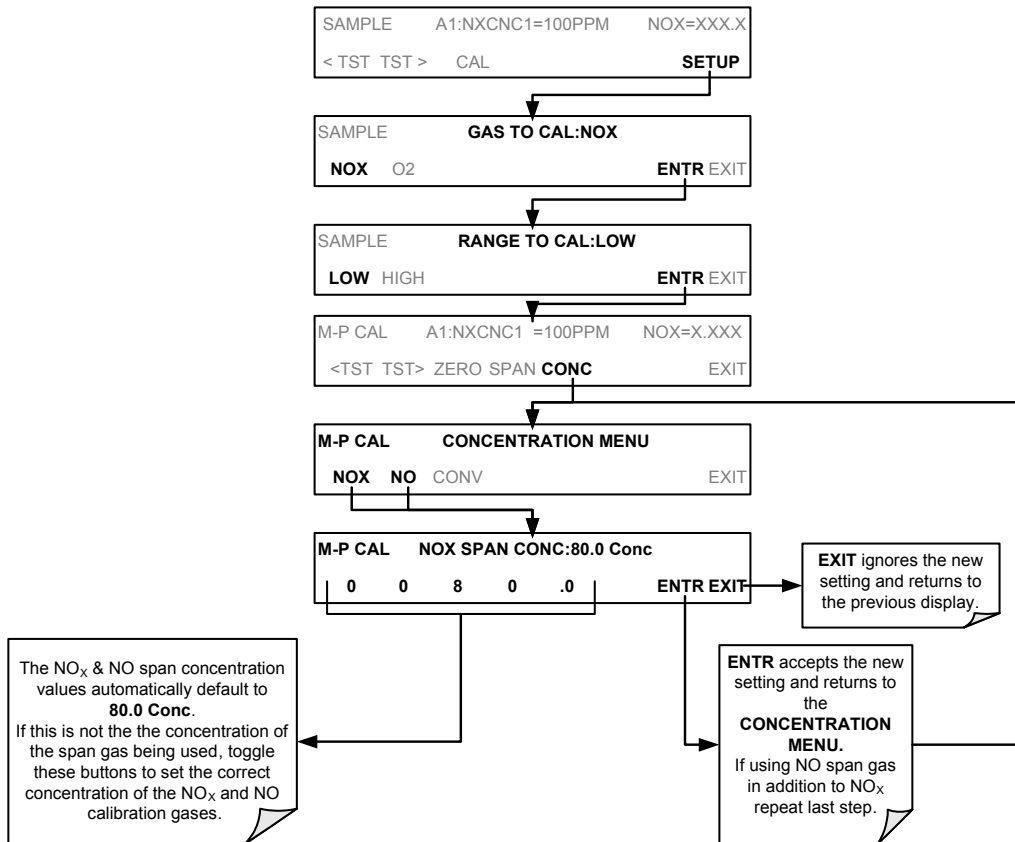 SAMPLE A1:NXCNC1=100PPM NOX=XXX.X
< TST TST > CAL SETUP
SAMPLE GAS TO CAL:NOX
NOX O2 ENTR EXIT
SAMPLE RANGE TO CAL:LOW
LOW HIGH ENTR EXIT
M-P CAL A1:NXCNC1 =100PPM NOX=X.XXX
<TST TST> ZERO SPAN CONC EXIT
M-P CAL CONCENTRATION MENU
NOX NO CONV EXIT
M-P CAL NOX SPAN CONC:80.0 Conc
0 0 8 0 .0 ENTR EXIT
EXIT ignores the new
setting and returns to
the previous display.
The NOX & NO span concentration
values automatically default to
80.0 Conc.
If this is not the the concentration of
the span gas being used, toggle
these buttons to set the correct
concentration of the NOX and NO
calibration gases.
ENTR accepts the new
setting and returns to
the
CONCENTRATION
MENU.
If using NO span gas
in addition to NOX
repeat last step.